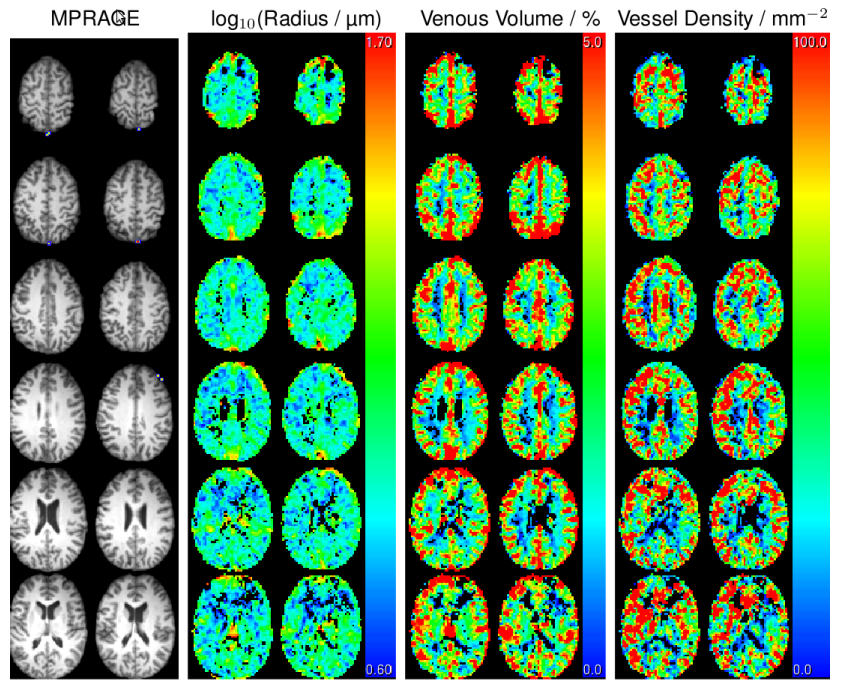 MPRAGE
log₁₀(Radius / μm)
Venous Volume / %
Vessel Density / mm⁻²
1.70
5.0
100.0
0.60
0.0
0.0